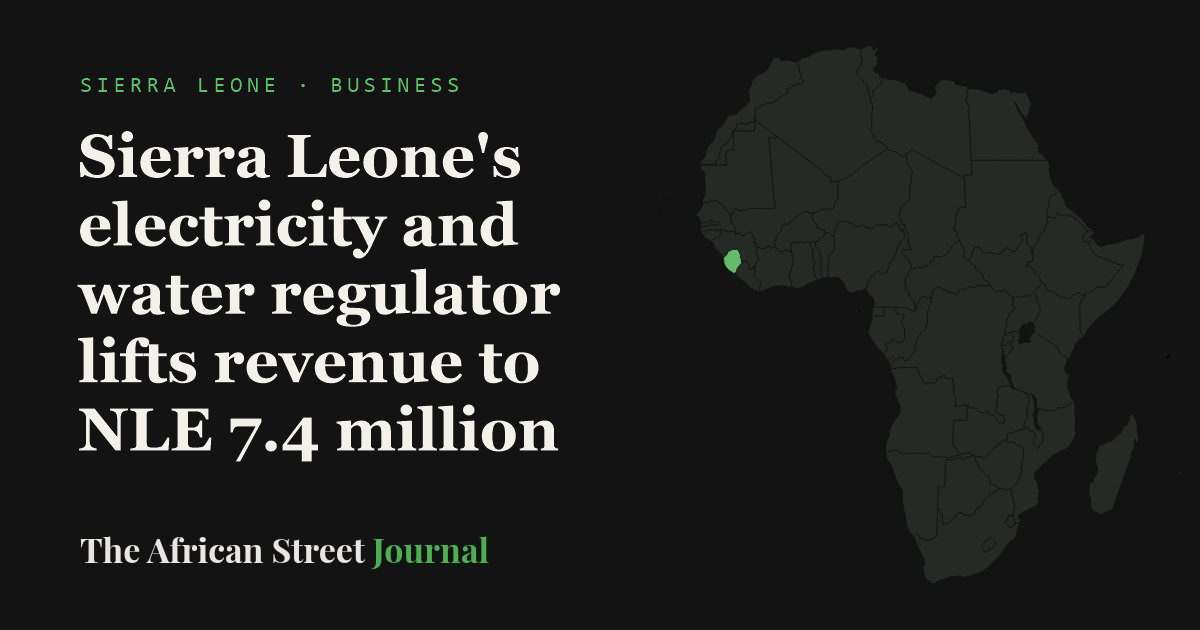 SIERRA LEONE · BUSINESS
Sierra Leone's
electricity and
water regulator
lifts revenue to
NLE 7.4 million
The African Street Journal